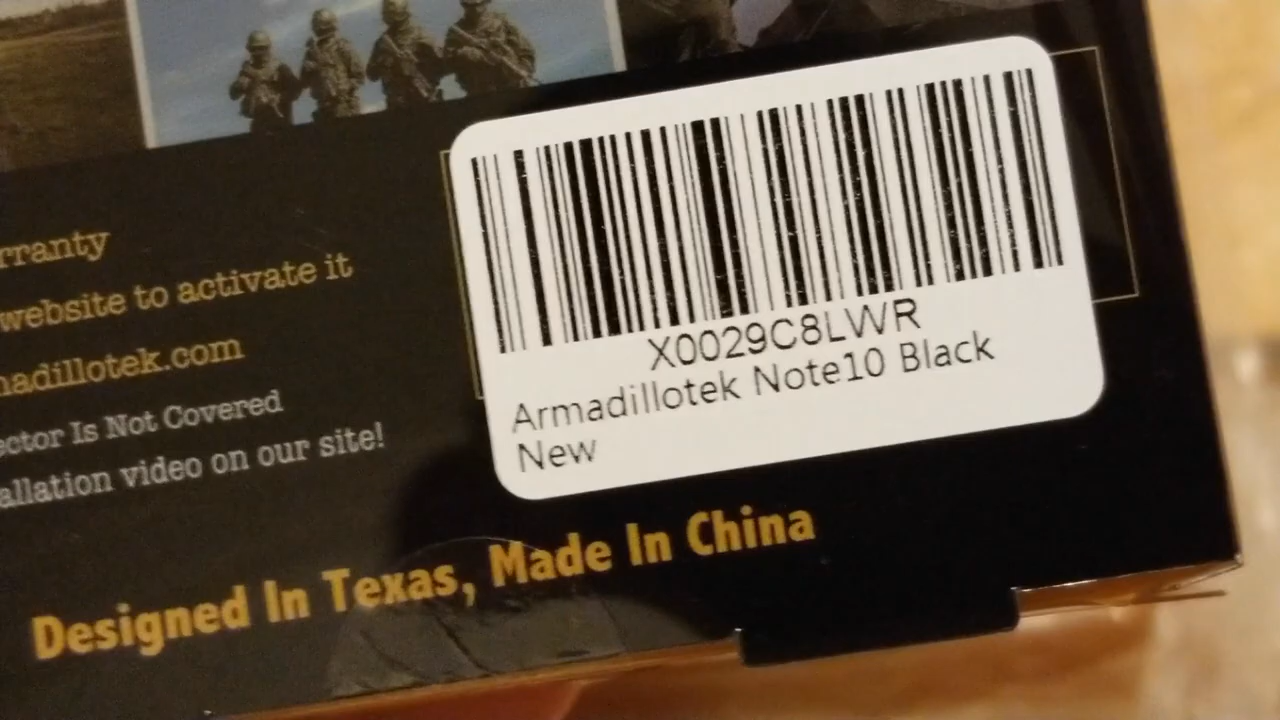 rranty
website to activate it
adillotek.com
ector Is Not Covered
allation video on our site!
X0029C8LWR
Armadillotek Note10 Black
New
Designed In Texas, Made In China